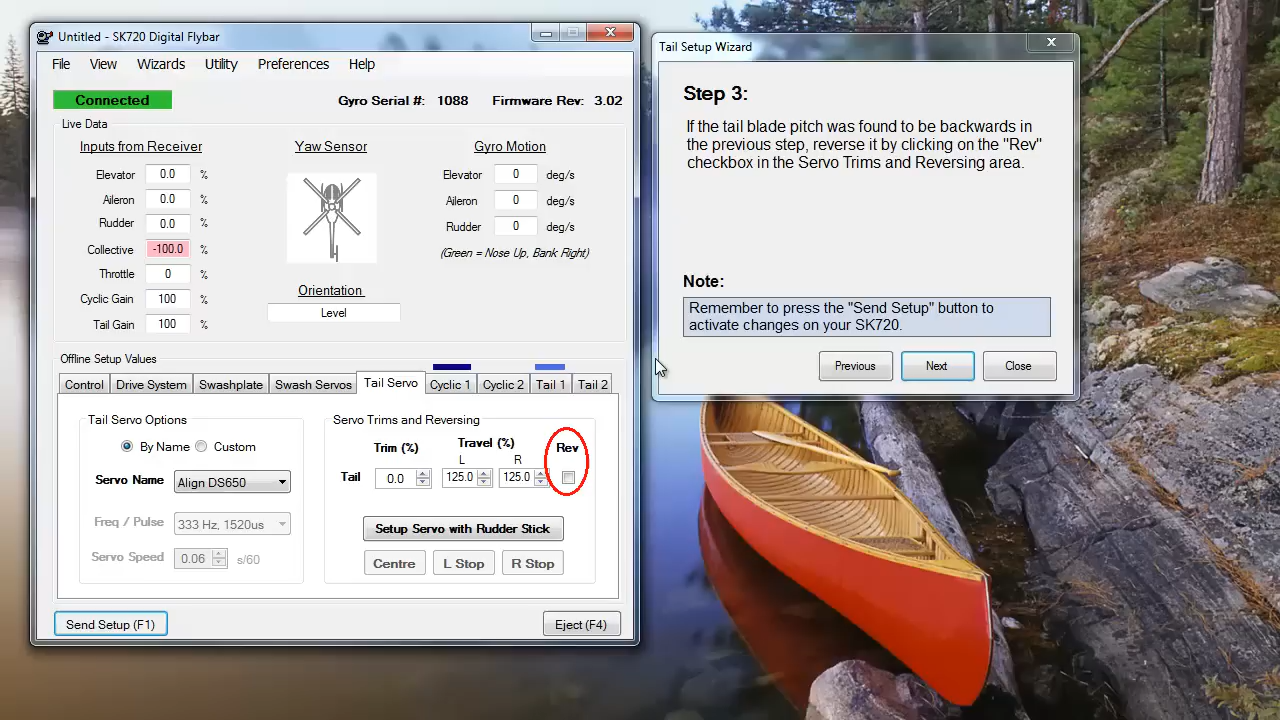 Untitled - SK720 Digital Flybar
File View Wizards Utility Preferences Help
Connected
Gyro Serial #: 1088 Firmware Rev: 3.02
Live Data
Inputs from Receiver
Elevator 0.0 %
Aileron 0.0 %
Rudder 0.0 %
Collective -100.0 %
Throttle 0 %
Cyclic Gain 100 %
Tail Gain 100 %
Yaw Sensor
Orientation
Level
Gyro Motion
Elevator 0 deg/s
Aileron 0 deg/s
Rudder 0 deg/s
(Green = Nose Up, Bank Right)
Offline Setup Values
Control Drive System Swashplate Swash Servos Tail Servo Cyclic 1 Cyclic 2 Tail 1 Tail 2
Tail Servo Options
By Name Custom
Servo Name Align DS650
Freq / Pulse 333 Hz, 1520us
Servo Speed 0.06 s/60
Servo Trims and Reversing
Trim (%) Travel (%) Rev
L R
Tail 0.0 125.0 125.0
Setup Servo with Rudder Stick
Centre L Stop R Stop
Send Setup (F1) Eject (F4)
Tail Setup Wizard
Step 3:
If the tail blade pitch was found to be backwards in
the previous step, reverse it by clicking on the "Rev"
checkbox in the Servo Trims and Reversing area.
Note:
Remember to press the "Send Setup" button to
activate changes on your SK720.
Previous Next Close